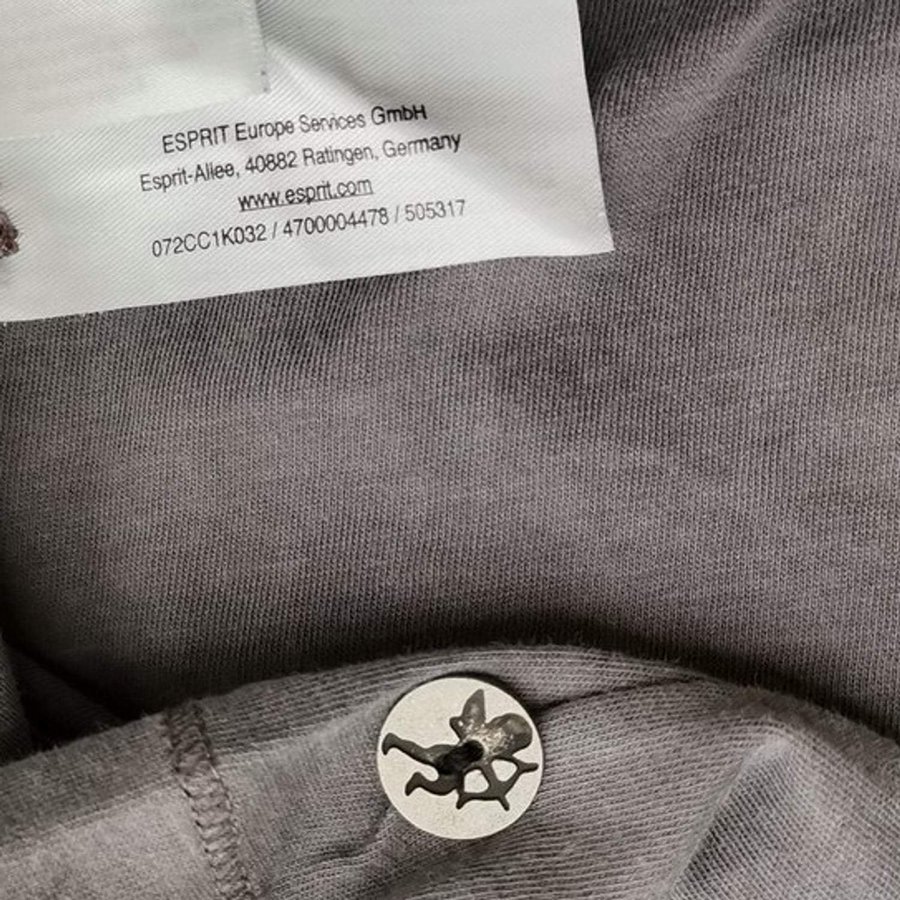 ESPRIT Europe Services GmbH
Esprit-Allee, 40882 Ratingen, Germany
www.esprit.com
072CC1K032 / 4700004478 / 505317